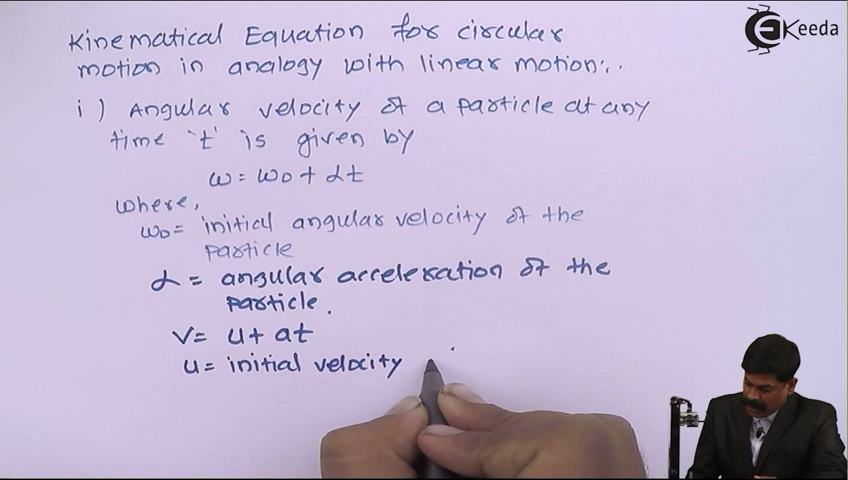 Kinematical Equation for circular
motion in analogy with linear motion:.
i) Angular velocity of a particle at any
time 't' is given by
ω = ω0 + αt
where,
ω0 = initial angular velocity of the
particle
α = angular acceleration of the
particle.
v = u + at
u = initial velocity
EKeeda